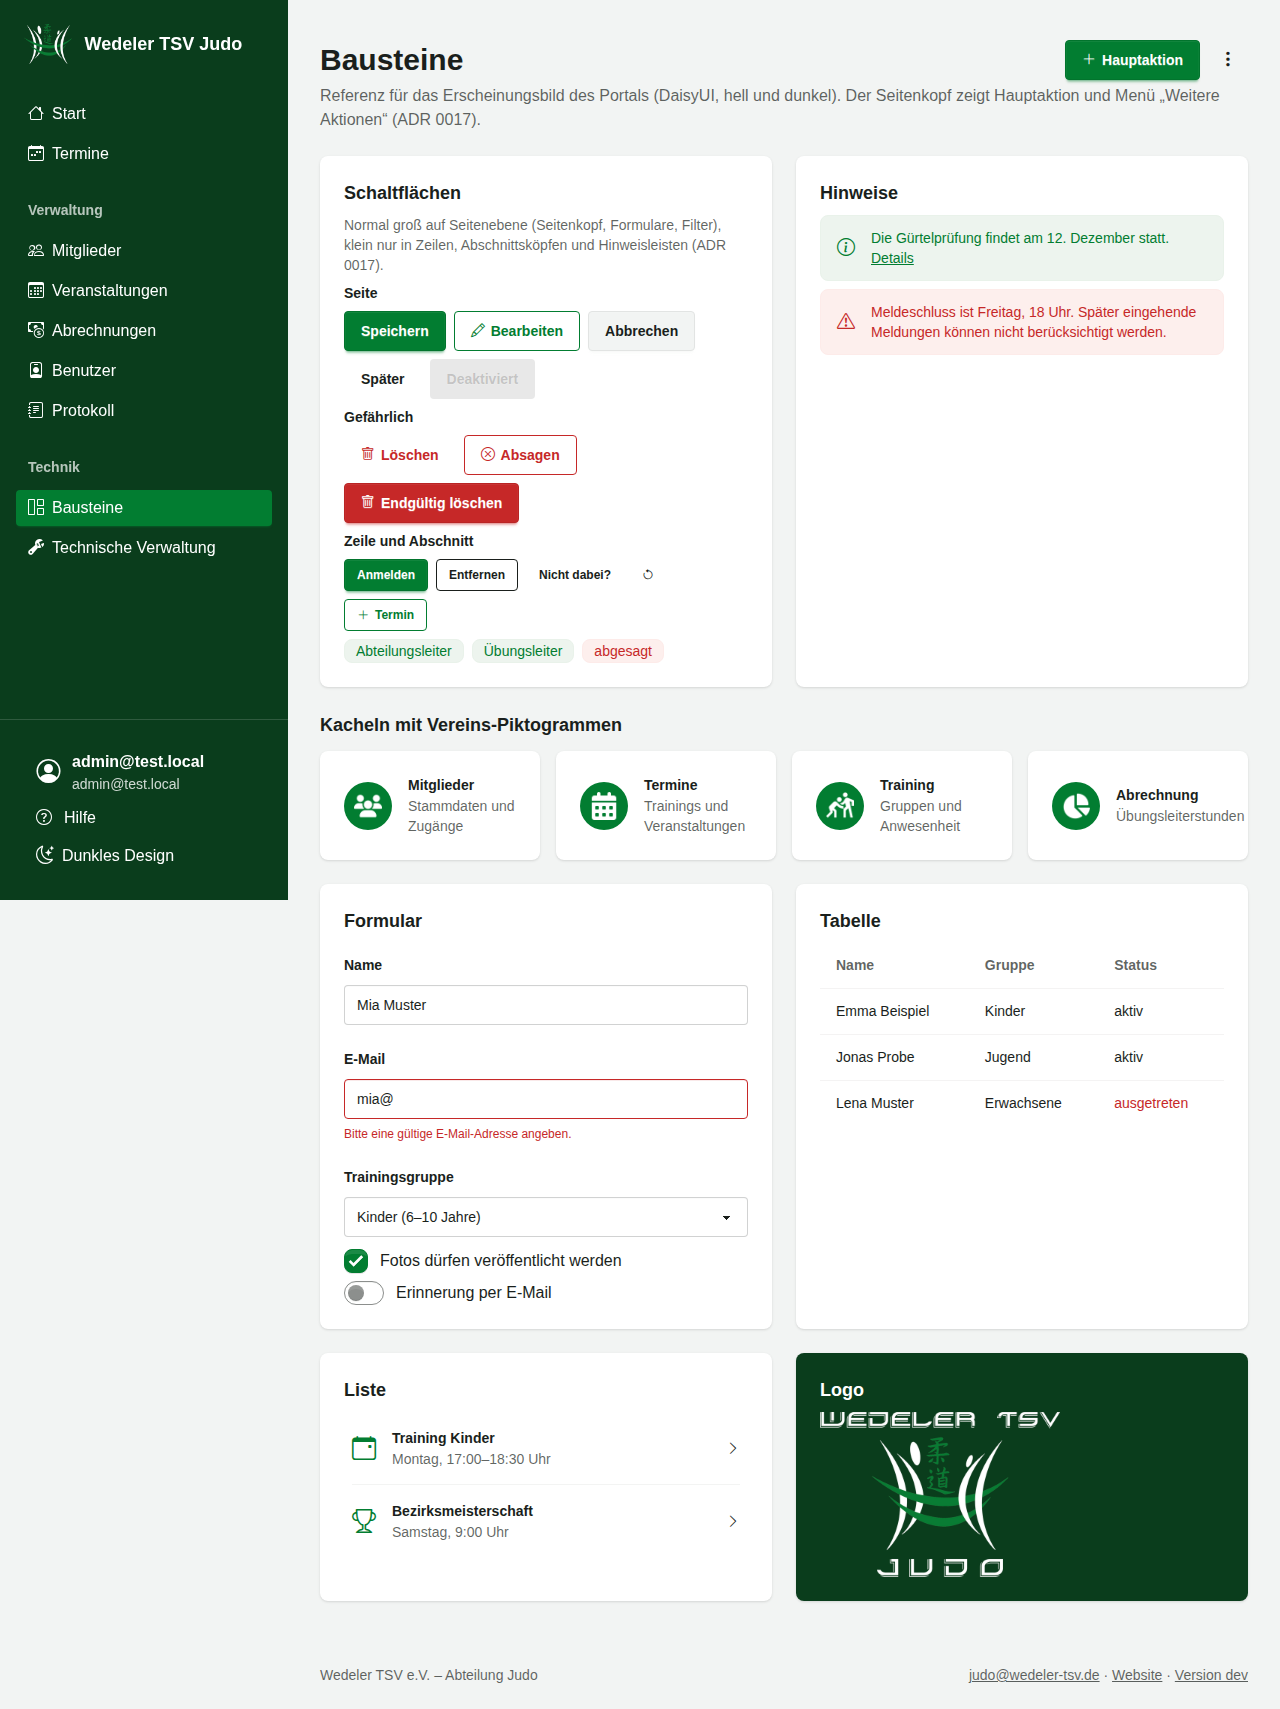 Wedeler TSV Judo
Start
Termine
Verwaltung
Mitglieder
Veranstaltungen
Abrechnungen
Benutzer
Protokoll
Technik
Bausteine
Technische Verwaltung
admin@test.local
admin@test.local
Hilfe
Dunkles Design
Bausteine
Hauptaktion
Referenz für das Erscheinungsbild des Portals (DaisyUI, hell und dunkel). Der Seitenkopf zeigt Hauptaktion und Menü „Weitere
Aktionen“ (ADR 0017).
Schaltflächen
Normal groß auf Seitenebene (Seitenkopf, Formulare, Filter),
klein nur in Zeilen, Abschnittsköpfen und Hinweisleisten (ADR
0017).
Seite
Speichern Bearbeiten Abbrechen
Später Deaktiviert
Gefährlich
Löschen Absagen
Endgültig löschen
Zeile und Abschnitt
Anmelden Entfernen Nicht dabei?
Termin
Abteilungsleiter Übungsleiter abgesagt
Hinweise
Die Gürtelprüfung findet am 12. Dezember statt.
Details
Meldeschluss ist Freitag, 18 Uhr. Später eingehende
Meldungen können nicht berücksichtigt werden.
Kacheln mit Vereins-Piktogrammen
Mitglieder
Stammdaten und
Zugänge
Termine
Trainings und
Veranstaltungen
Training
Gruppen und
Anwesenheit
Abrechnung
Übungsleiterstunden
Formular
Name
Mia Muster
E-Mail
mia@
Bitte eine gültige E-Mail-Adresse angeben.
Trainingsgruppe
Kinder (6–10 Jahre)
Fotos dürfen veröffentlicht werden
Erinnerung per E-Mail
Tabelle
Name Gruppe Status
Emma Beispiel Kinder aktiv
Jonas Probe Jugend aktiv
Lena Muster Erwachsene ausgetreten
Liste
Training Kinder
Montag, 17:00–18:30 Uhr
Bezirksmeisterschaft
Samstag, 9:00 Uhr
Logo
WEDELER TSV
柔
道
JUDO
Wedeler TSV e.V. – Abteilung Judo
judo@wedeler-tsv.de · Website · Version dev